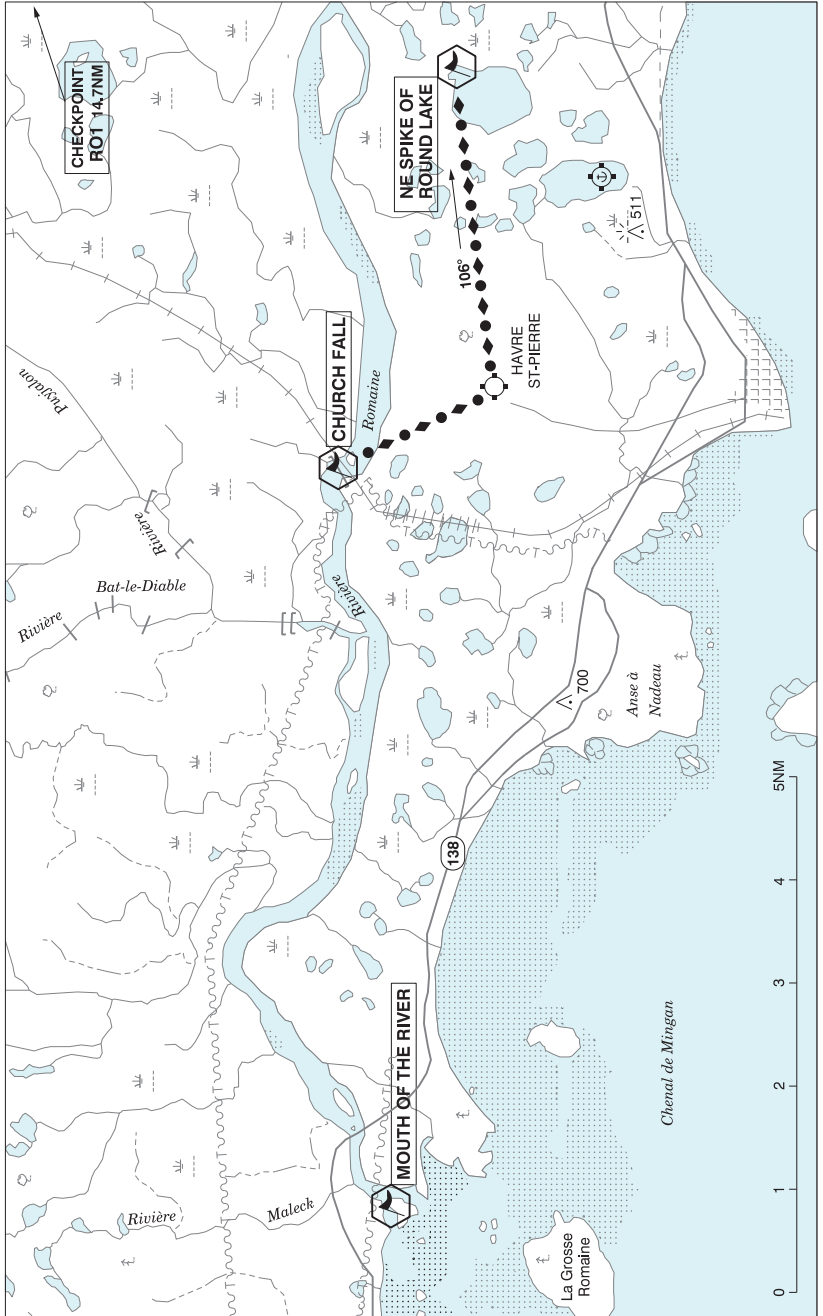 CHECKPOINT
RO1 14.7NM
NE SPIKE OF
ROUND LAKE
106°
511
HAVRE
ST-PIERRE
CHURCH FALL
Romaine
Rivière
Puyjalon
Rivière
Bat-le-Diable
Rivière
700
Anse à
Nadeau
138
MOUTH OF THE RIVER
Chenal de Mingan
Rivière
Maleck
La Grosse
Romaine
0
1
2
3
4
5NM